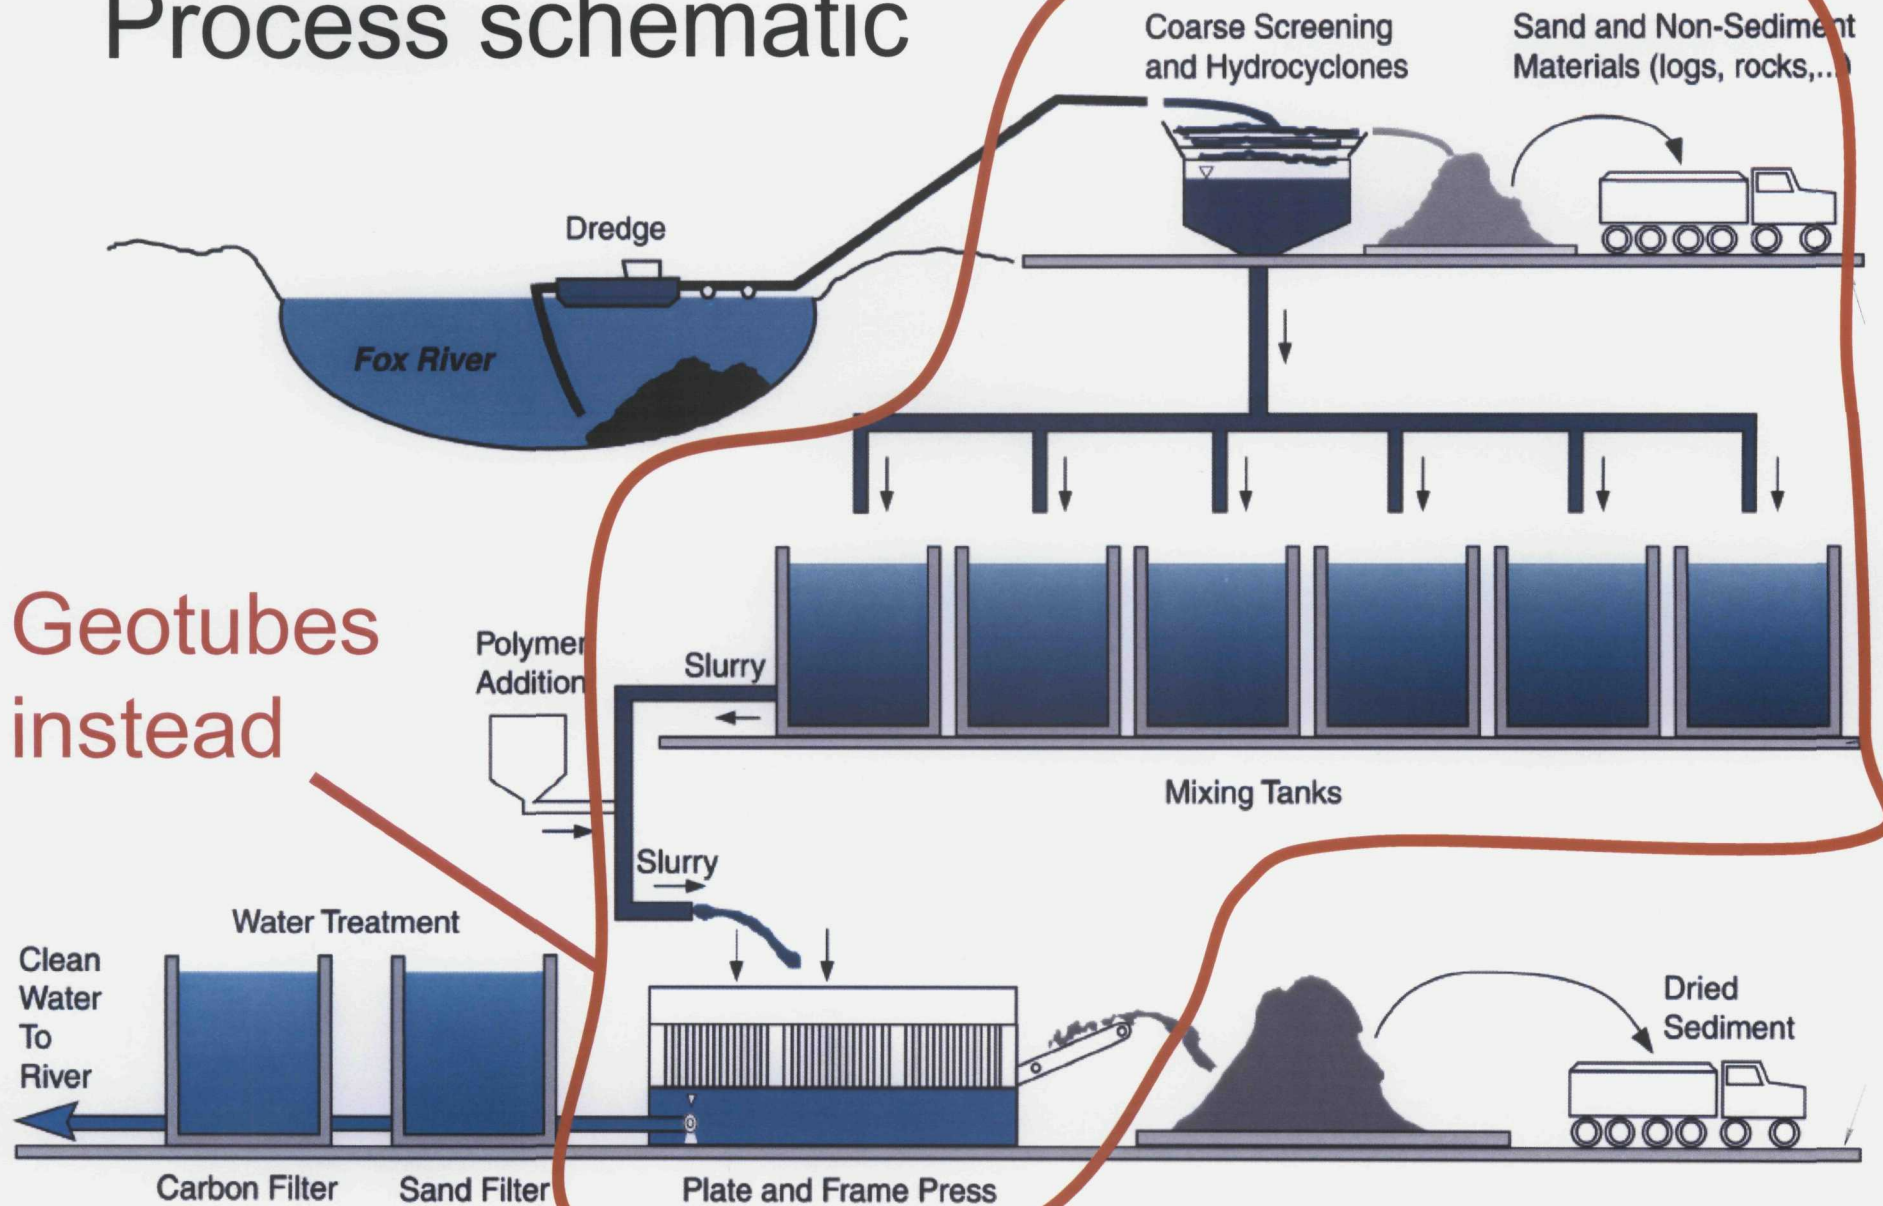 Process schematic
Coarse Screening
and Hydrocyclones
Sand and Non-Sediment
Materials (logs, rocks,...)
Dredge
Fox River
Geotubes
instead
Polymer
Addition
Slurry
Mixing Tanks
Slurry
Water Treatment
Clean
Water
To
River
Dried
Sediment
Carbon Filter
Sand Filter
Plate and Frame Press